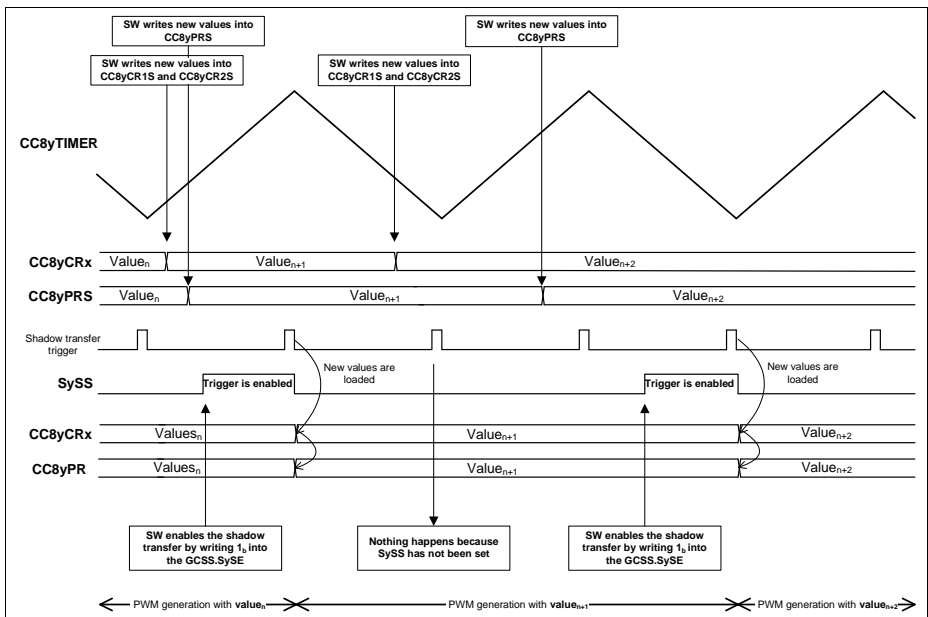 SW writes new values into
CC8yPRS
SW writes new values into
CC8yPRS
SW writes new values into
CC8yCR1S and CC8yCR2S
SW writes new values into
CC8yCR1S and CC8yCR2S
CC8yTIMER
CC8yCRx
Valueₙ
Valueₙ₊₁
Valueₙ₊₂
CC8yPRS
Valueₙ
Valueₙ₊₁
Valueₙ₊₂
Shadow transfer
trigger
New values are
loaded
New values are
loaded
SySS
Trigger is enabled
Trigger is enabled
CC8yCRx
Valuesₙ
Valueₙ₊₁
Valueₙ₊₂
CC8yPR
Valuesₙ
Valueₙ₊₁
Valueₙ₊₂
SW enables the shadow
transfer by writing 1b into
the GCSS.SySE
Nothing happens because
SySS has not been set
SW enables the shadow
transfer by writing 1b into
the GCSS.SySE
PWM generation with valueₙ
PWM generation with valueₙ₊₁
PWM generation with valueₙ₊₂